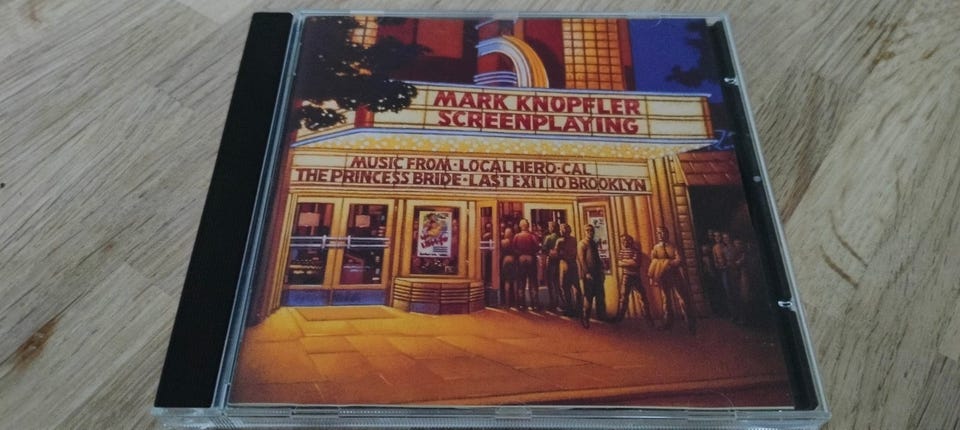 MARK KNOPFLER
SCREENPLAYING
MUSIC FROM·LOCAL HERO·CAL
THE PRINCESS BRIDE·LAST EXIT TO BROOKLYN